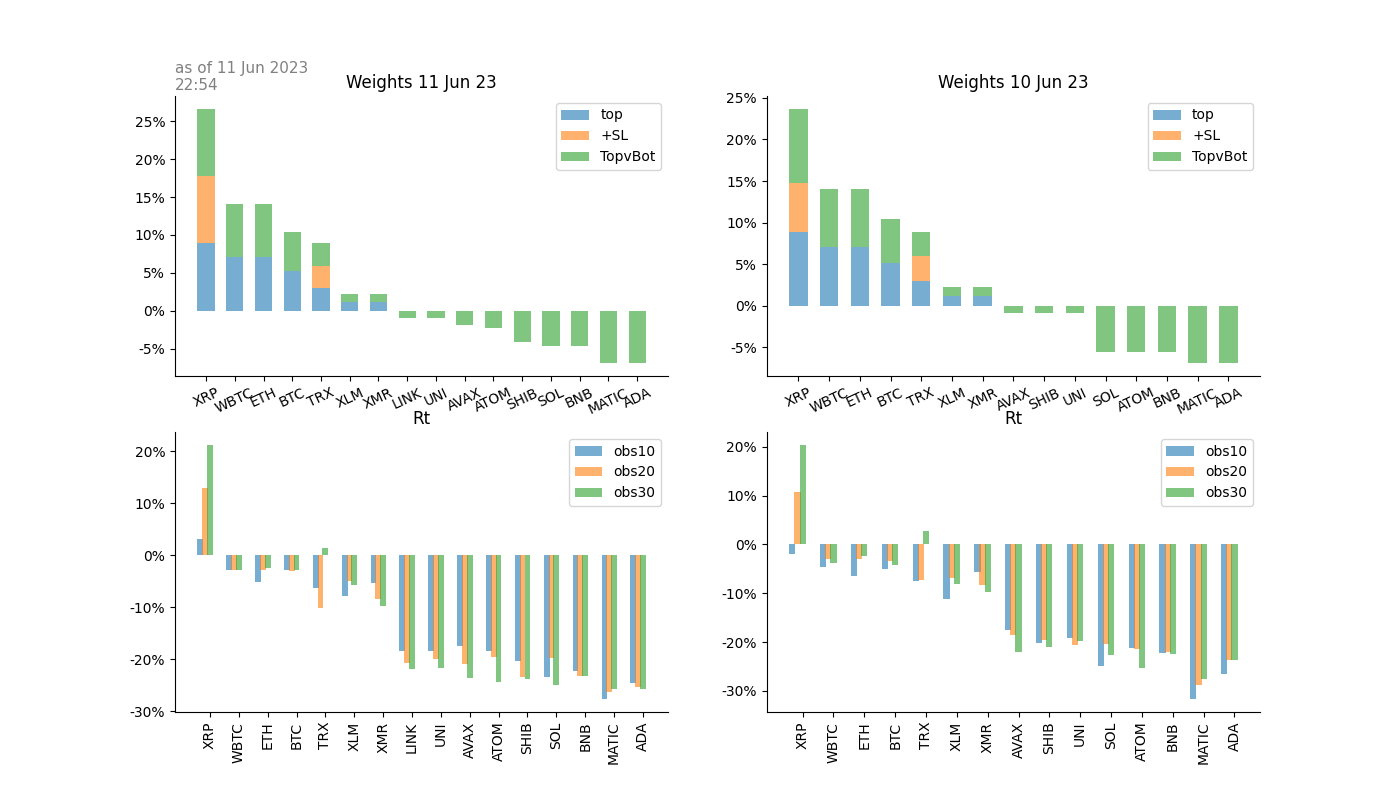 as of 11 Jun 2023
22:54
Weights 11 Jun 23
25%
20%
15%
10%
5%
0%
-5%
top
+SL
TopvBot
XRP WBTC ETH BTC TRX XLM XMR LINK UNI AVAX ATOM SHIB SOL BNB MATIC ADA
Weights 10 Jun 23
25%
20%
15%
10%
5%
0%
-5%
top
+SL
TopvBot
XRP WBTC ETH BTC TRX XLM XMR AVAX SHIB UNI SOL ATOM BNB MATIC ADA
Rt
20%
10%
0%
-10%
-20%
-30%
obs10
obs20
obs30
XRP WBTC ETH BTC TRX XLM XMR LINK UNI AVAX ATOM SHIB SOL BNB MATIC ADA
Rt
20%
10%
0%
-10%
-20%
-30%
obs10
obs20
obs30
XRP WBTC ETH BTC TRX XLM XMR AVAX SHIB UNI SOL ATOM BNB MATIC ADA